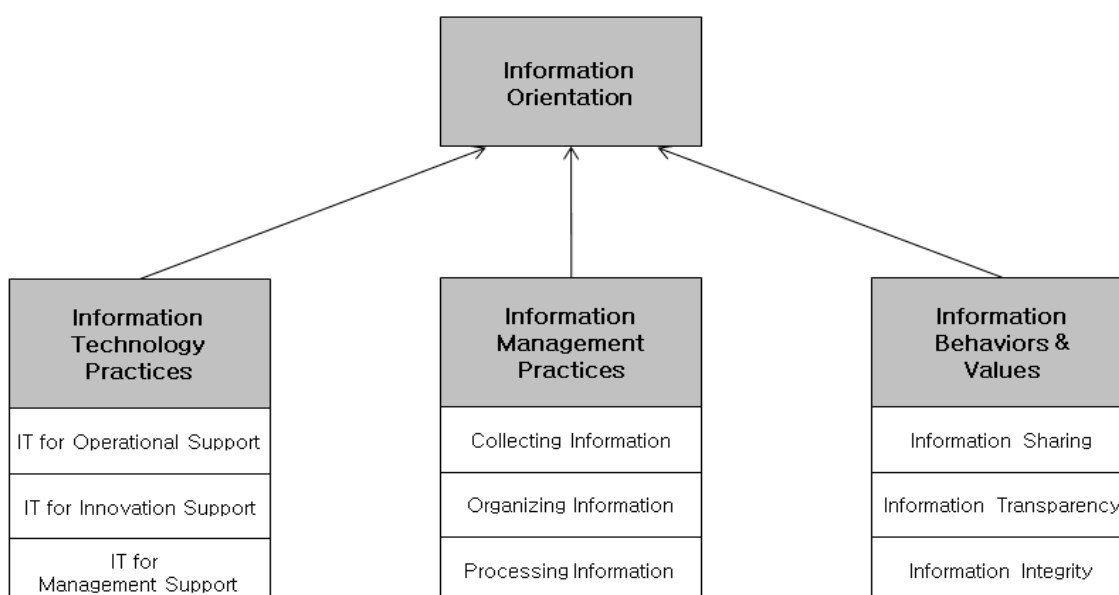 Information
Orientation
Information
Technology
Practices
IT for Operational Support
IT for Innovation Support
IT for
Management Support
Information
Management
Practices
Collecting Information
Organizing Information
Processing Information
Information
Behaviors &
Values
Information Sharing
Information Transparency
Information Integrity